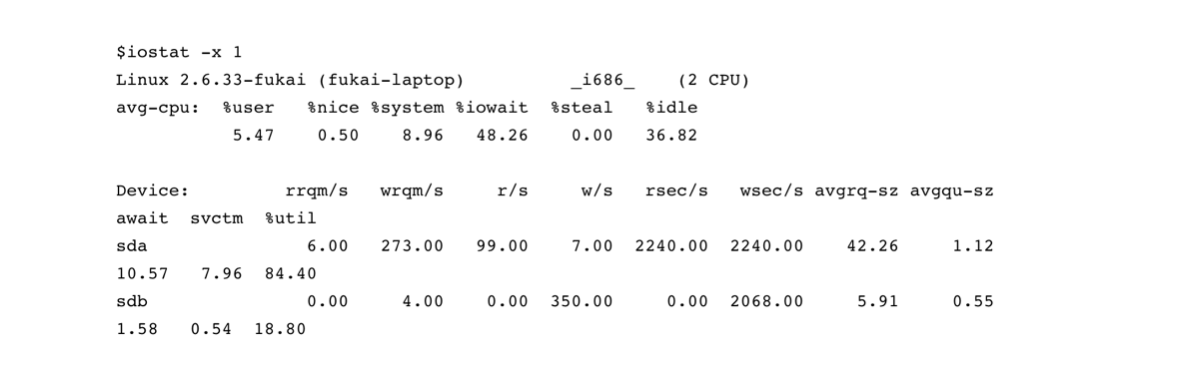 $iostat -x 1
Linux 2.6.33-fukai (fukai-laptop) _i686_ (2 CPU)
avg-cpu: %user %nice %system %iowait %steal %idle
5.47 0.50 8.96 48.26 0.00 36.82
Device: rrqm/s wrqm/s r/s w/s rsec/s wsec/s avgrq-sz avgqu-sz
await svctm %util
sda 6.00 273.00 99.00 7.00 2240.00 2240.00 42.26 1.12
10.57 7.96 84.40
sdb 0.00 4.00 0.00 350.00 0.00 2068.00 5.91 0.55
1.58 0.54 18.80